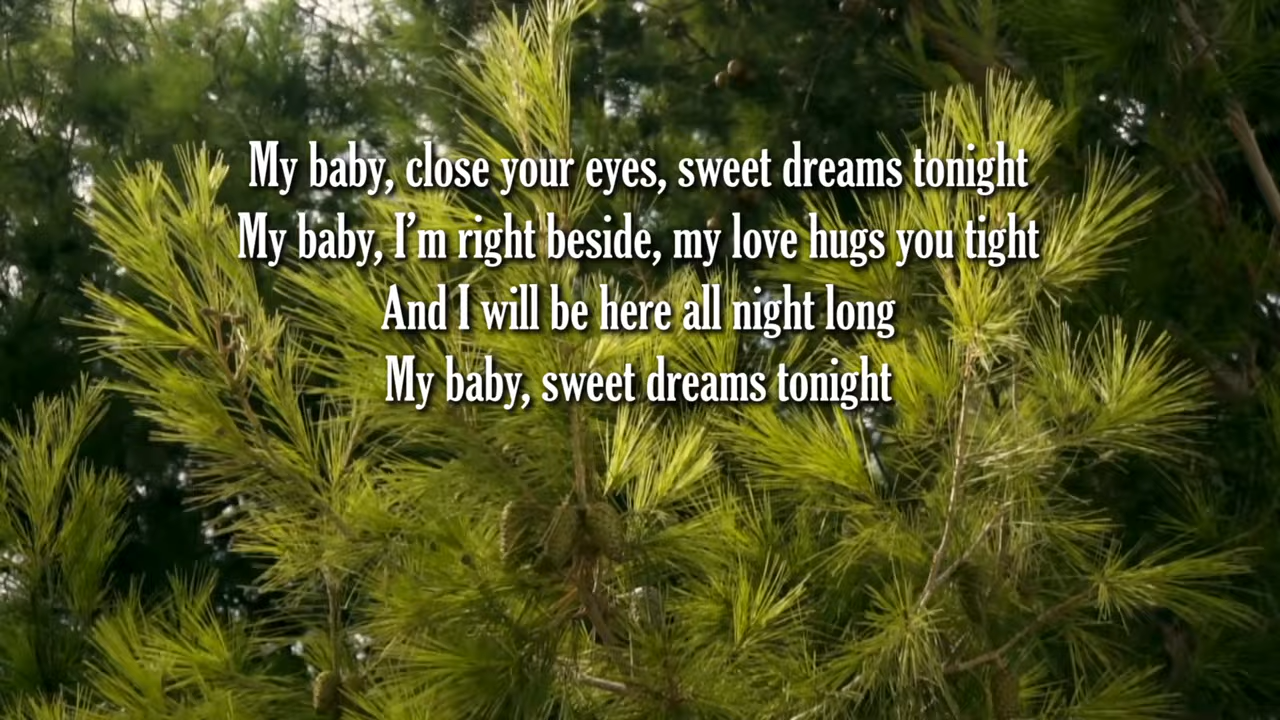 My baby, close your eyes, sweet dreams tonight
My baby, I’m right beside, my love hugs you tight
And I will be here all night long
My baby, sweet dreams tonight